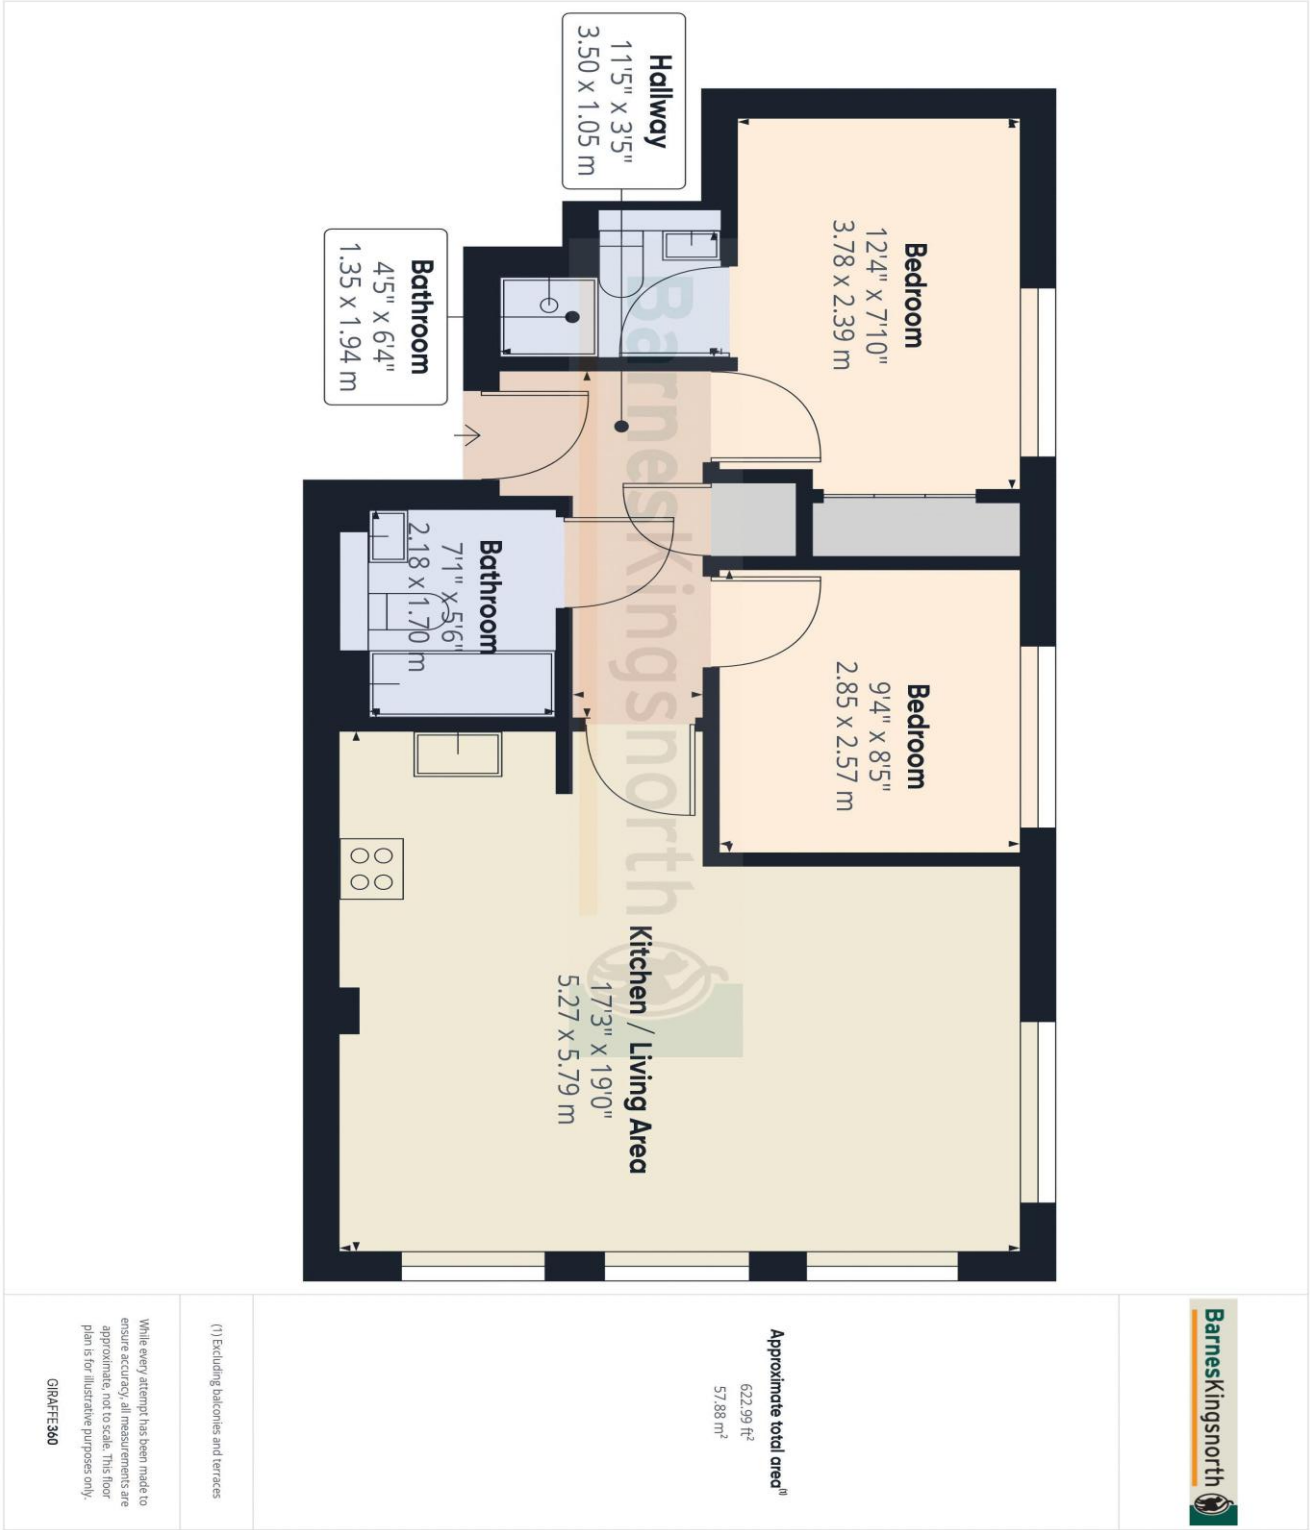 Bedroom
12'4" x 7'10"
3.78 x 2.39 m
Bedroom
9'4" x 8'5"
2.85 x 2.57 m
Hallway
11'5" x 3'5"
3.50 x 1.05 m
Bathroom
4'5" x 6'4"
1.35 x 1.94 m
Bathroom
7'1" x 5'6"
2.18 x 1.70 m
Kitchen / Living Area
17'3" x 19'0"
5.27 x 5.79 m
BarnesKingsnorth
BarnesKingsnorth
Approximate total area(1)
622.99 ft²
57.88 m²
(1) Excluding balconies and terraces
While every attempt has been made to
ensure accuracy, all measurements are
approximate, not to scale. This floor
plan is for illustrative purposes only.
GIRAFFE360